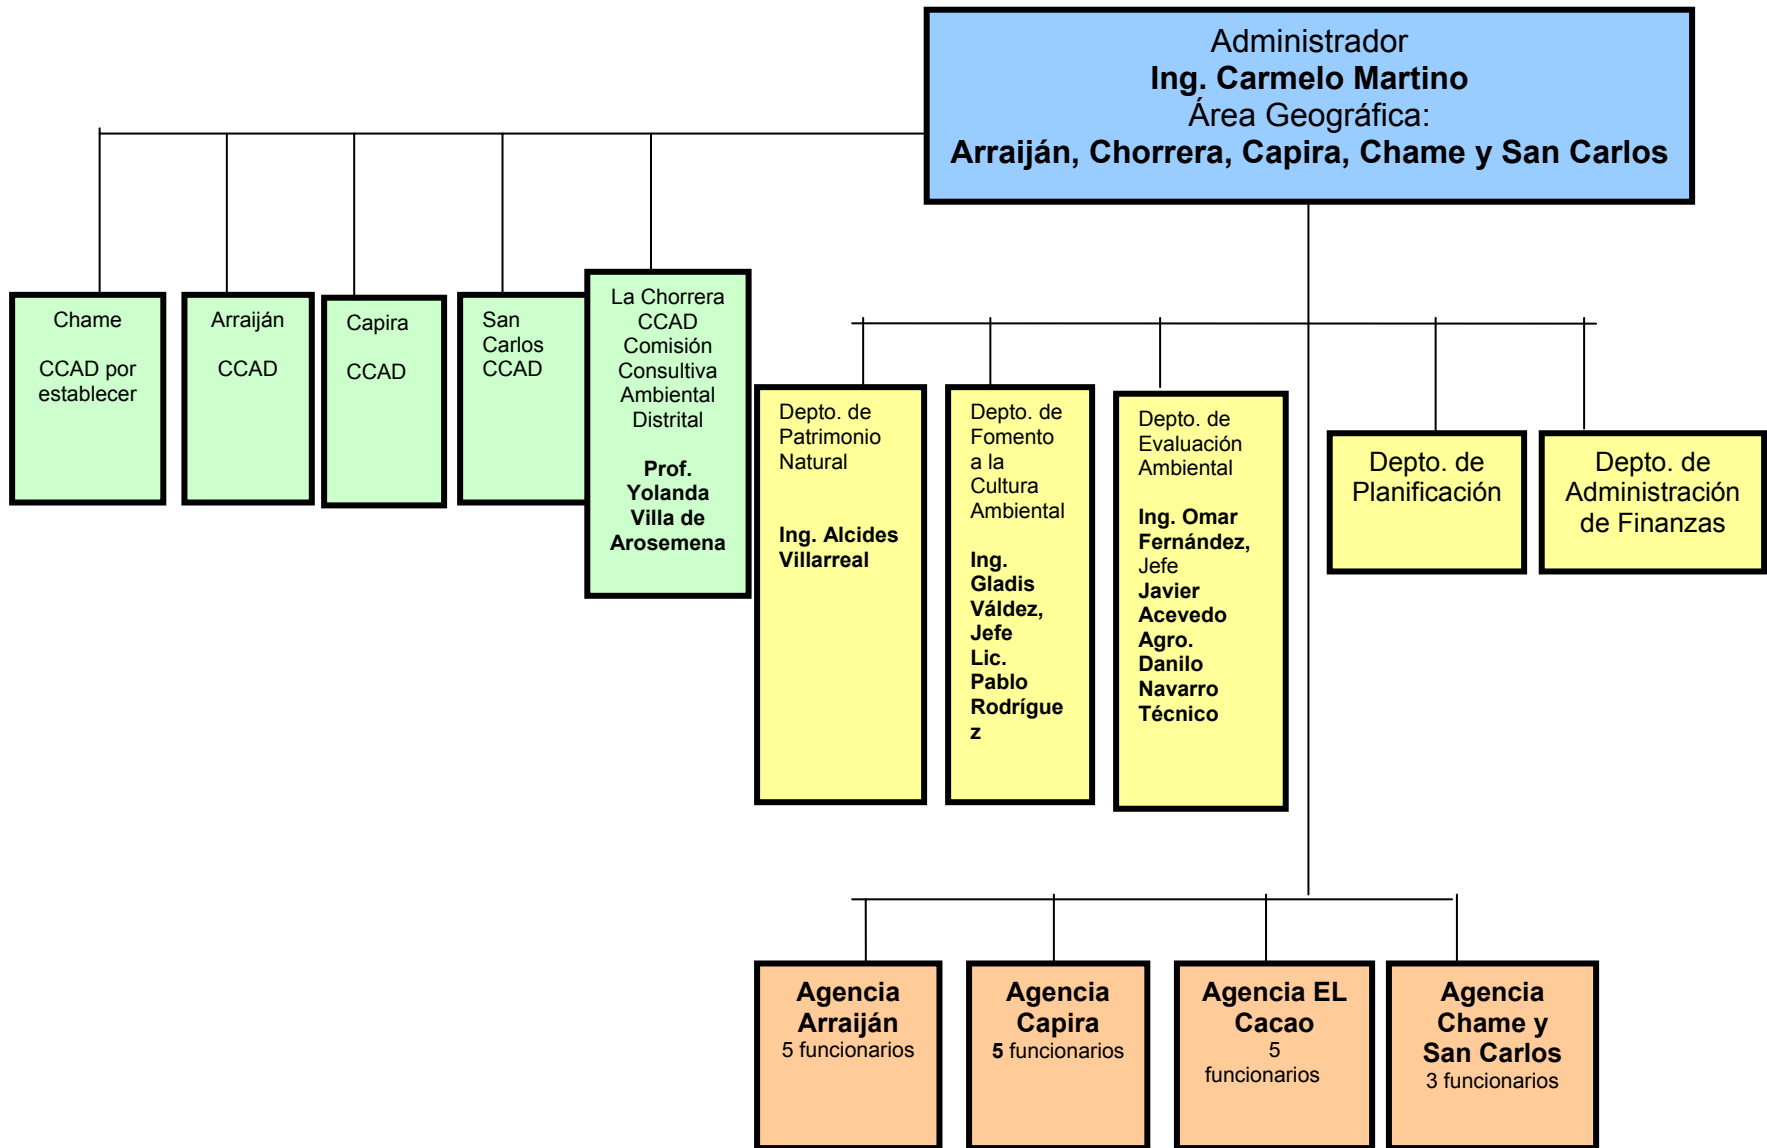 Administrador
Ing. Carmelo Martino
Área Geográfica:
Arraiján, Chorrera, Capira, Chame y San Carlos
Chame
CCAD por
establecer
Arraiján
CCAD
Capira
CCAD
San
Carlos
CCAD
La Chorrera
CCAD
Comisión
Consultiva
Ambiental
Distrital
Prof.
Yolanda
Villa de
Arosemena
Depto. de
Patrimonio
Natural
Ing. Alcides
Villarreal
Depto. de
Fomento
a la
Cultura
Ambiental
Ing.
Gladis
Váldez,
Jefe
Lic.
Pablo
Rodrígue
z
Depto. de
Evaluación
Ambiental
Ing. Omar
Fernández,
Jefe
Javier
Acevedo
Agro.
Danilo
Navarro
Técnico
Depto. de
Planificación
Depto. de
Administración
de Finanzas
Agencia
Arraiján
5 funcionarios
Agencia
Capira
5 funcionarios
Agencia EL
Cacao
5
funcionarios
Agencia
Chame y
San Carlos
3 funcionarios